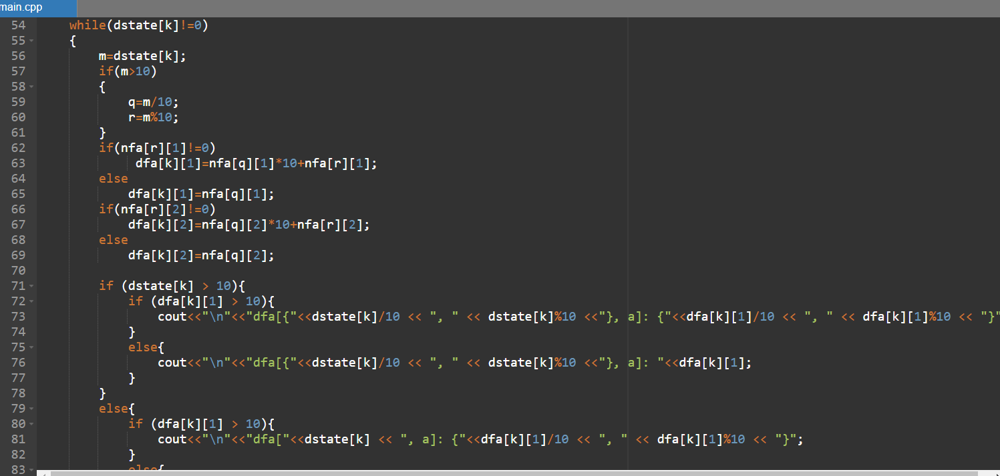 main.cpp
54 while(dstate[k]!=0)
55 {
56 m=dstate[k];
57 if(m>10)
58 {
59 q=m/10;
60 r=m%10;
61 }
62 if(nfa[r][1]!=0)
63 dfa[k][1]=nfa[q][1]*10+nfa[r][1];
64 else
65 dfa[k][1]=nfa[q][1];
66 if(nfa[r][2]!=0)
67 dfa[k][2]=nfa[q][2]*10+nfa[r][2];
68 else
69 dfa[k][2]=nfa[q][2];
70
71 if (dstate[k] > 10){
72 if (dfa[k][1] > 10){
73 cout<<"\n"<<"dfa[{"<<dstate[k]/10 << ", " << dstate[k]%10 <<"}, a]: {"<<dfa[k][1]/10 << ", " << dfa[k][1]%10 << "}"
74 }
75 else{
76 cout<<"\n"<<"dfa[{"<<dstate[k]/10 << ", " << dstate[k]%10 <<"}, a]: "<<dfa[k][1];
77 }
78 }
79 else{
80 if (dfa[k][1] > 10){
81 cout<<"\n"<<"dfa["<<dstate[k] << ", a]: {"<<dfa[k][1]/10 << ", " << dfa[k][1]%10 << "}";
82 }
83 else{